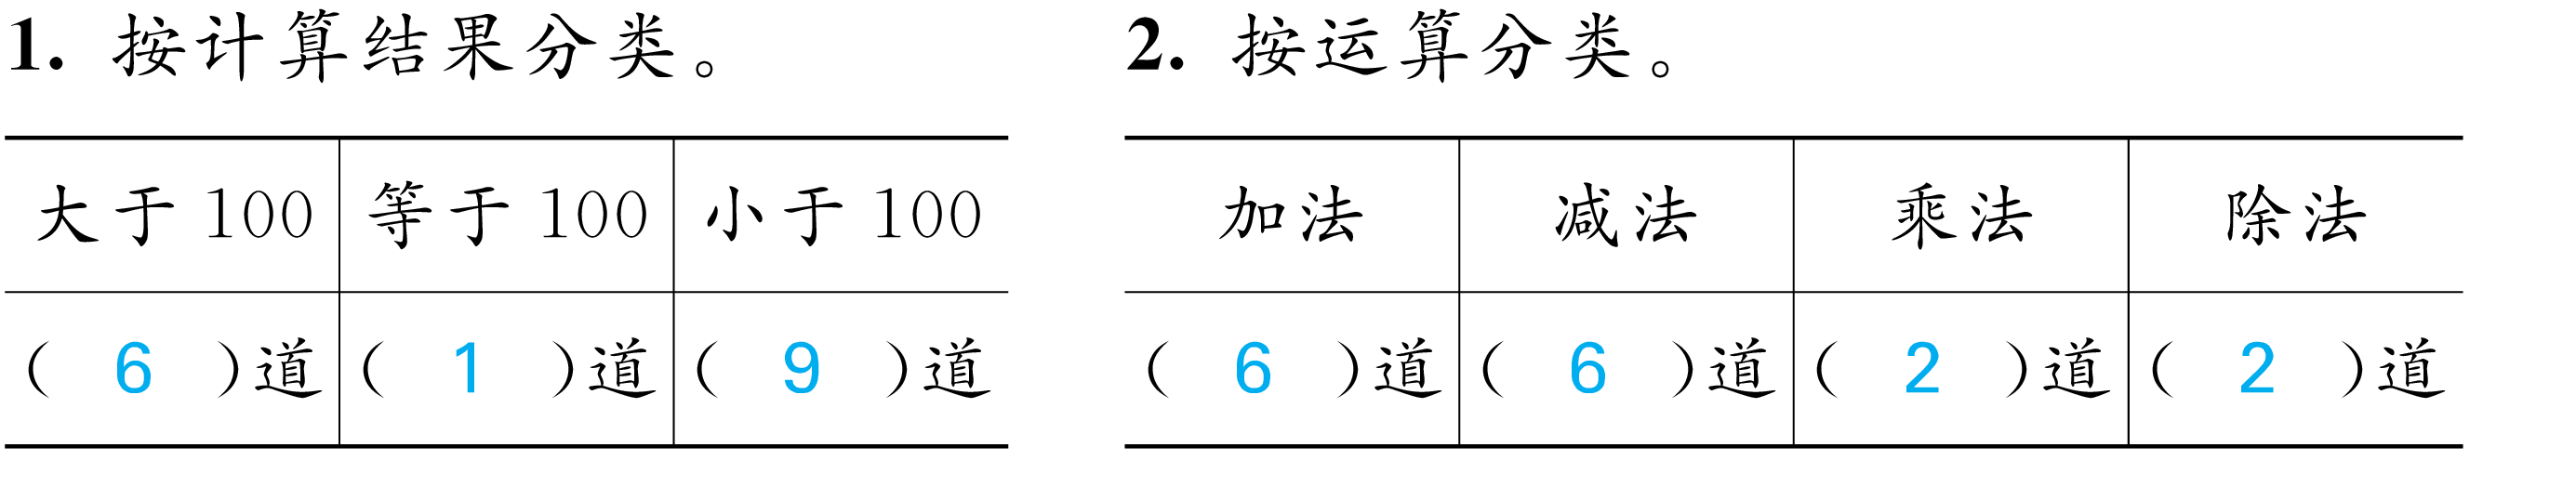 1. 按计算结果分类。
大于100 等于100 小于100
( 6 )道 ( 1 )道 ( 9 )道
2. 按运算分类。
加法 减法 乘法 除法
( 6 )道 ( 6 )道 ( 2 )道 ( 2 )道